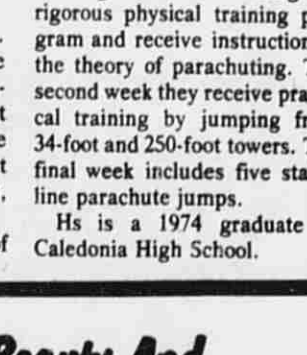 rigorous physical training
gram and receive instruction
the theory of parachuting.
second week they receive pra
cal training by jumping fr
34-foot and 250-foot towers.
final week includes five sta
line parachute jumps.
Hs is a 1974 graduate
Caledonia High School.